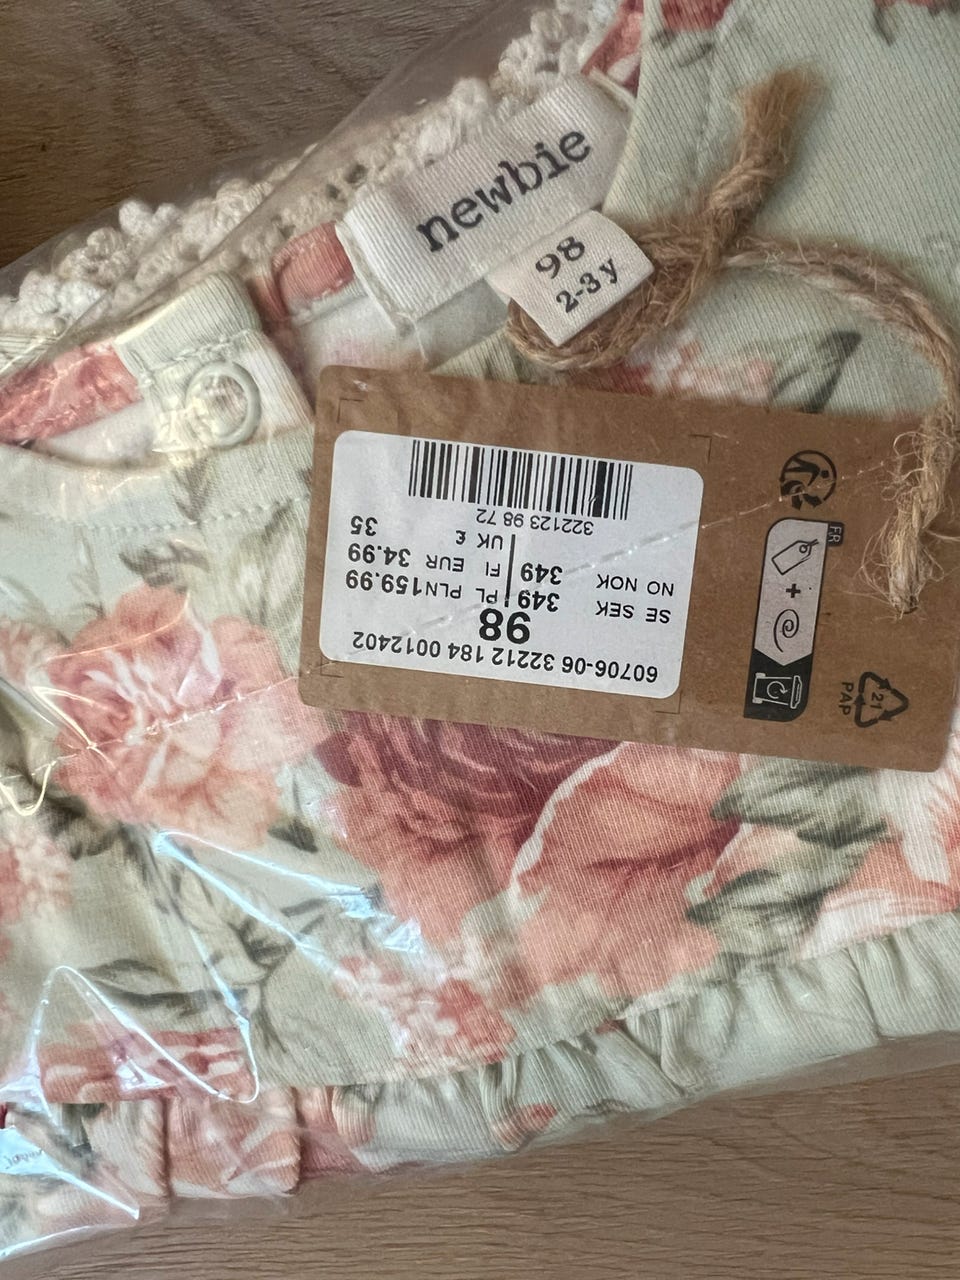 newbie
98
2-3 y
60706-06 32212 184 0012402
98
SE SEK 349 PL PLN159.99
NO NOK 349 FI EUR 34.99
UK £ 35
322123 98 72
FR
+
21
PAP